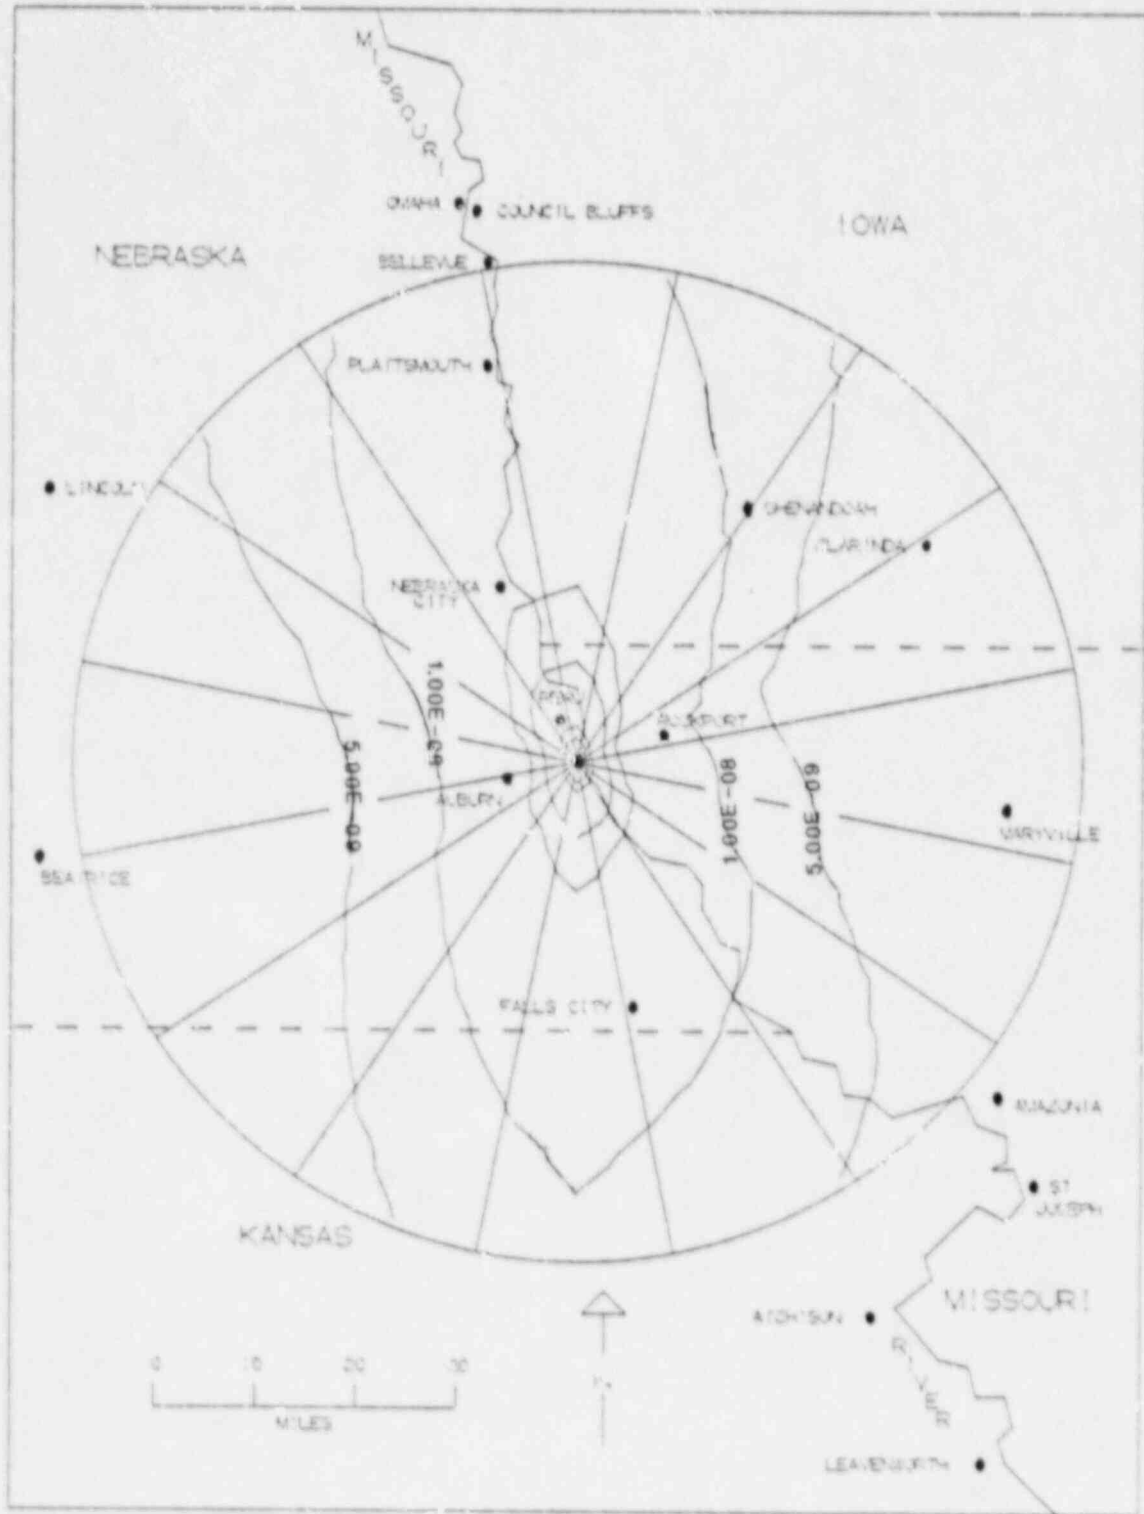 MISSOURI
OMAHA
COUNCIL BLUFFS
IOWA
NEBRASKA
BELLEVUE
PLATTSMOUTH
LINCOLN
SHENANDOAH
CLARINDA
NEBRASKA
CITY
ROCKPORT
1.00E-09
5.00E-09
1.00E-08
5.00E-09
AUBURN
MARYVILLE
BEATRICE
FALLS CITY
AMAZONIA
ST
JOSEPH
KANSAS
MISSOURI
ATCHISON
RIVER
0 10 20 30
MILES
LEAVENWORTH